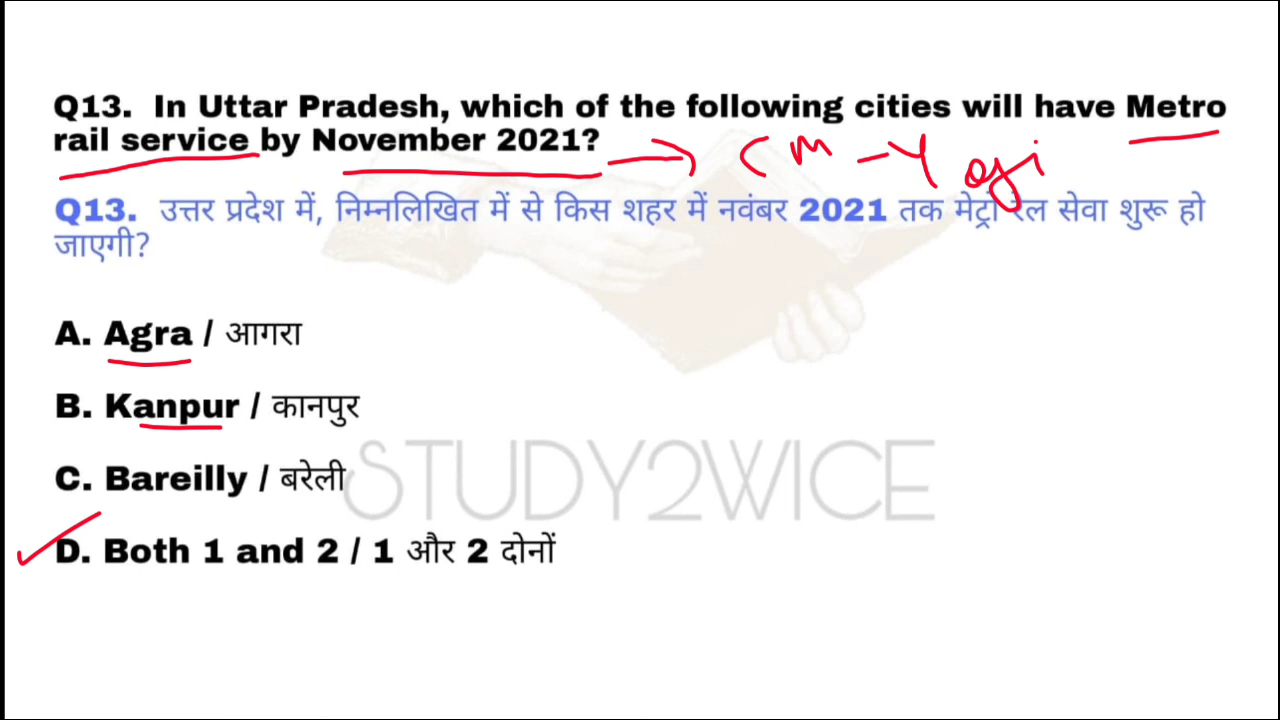 Q13. In Uttar Pradesh, which of the following cities will have Metro
rail service by November 2021? → CM - Yogi
Q13. उत्तर प्रदेश में, निम्नलिखित में से किस शहर में नवंबर 2021 तक मेट्रो रेल सेवा शुरू हो
जाएगी?
A. Agra / आगरा
B. Kanpur / कानपुर
C. Bareilly / बरेली
STUDY2WICE
D. Both 1 and 2 / 1 और 2 दोनों